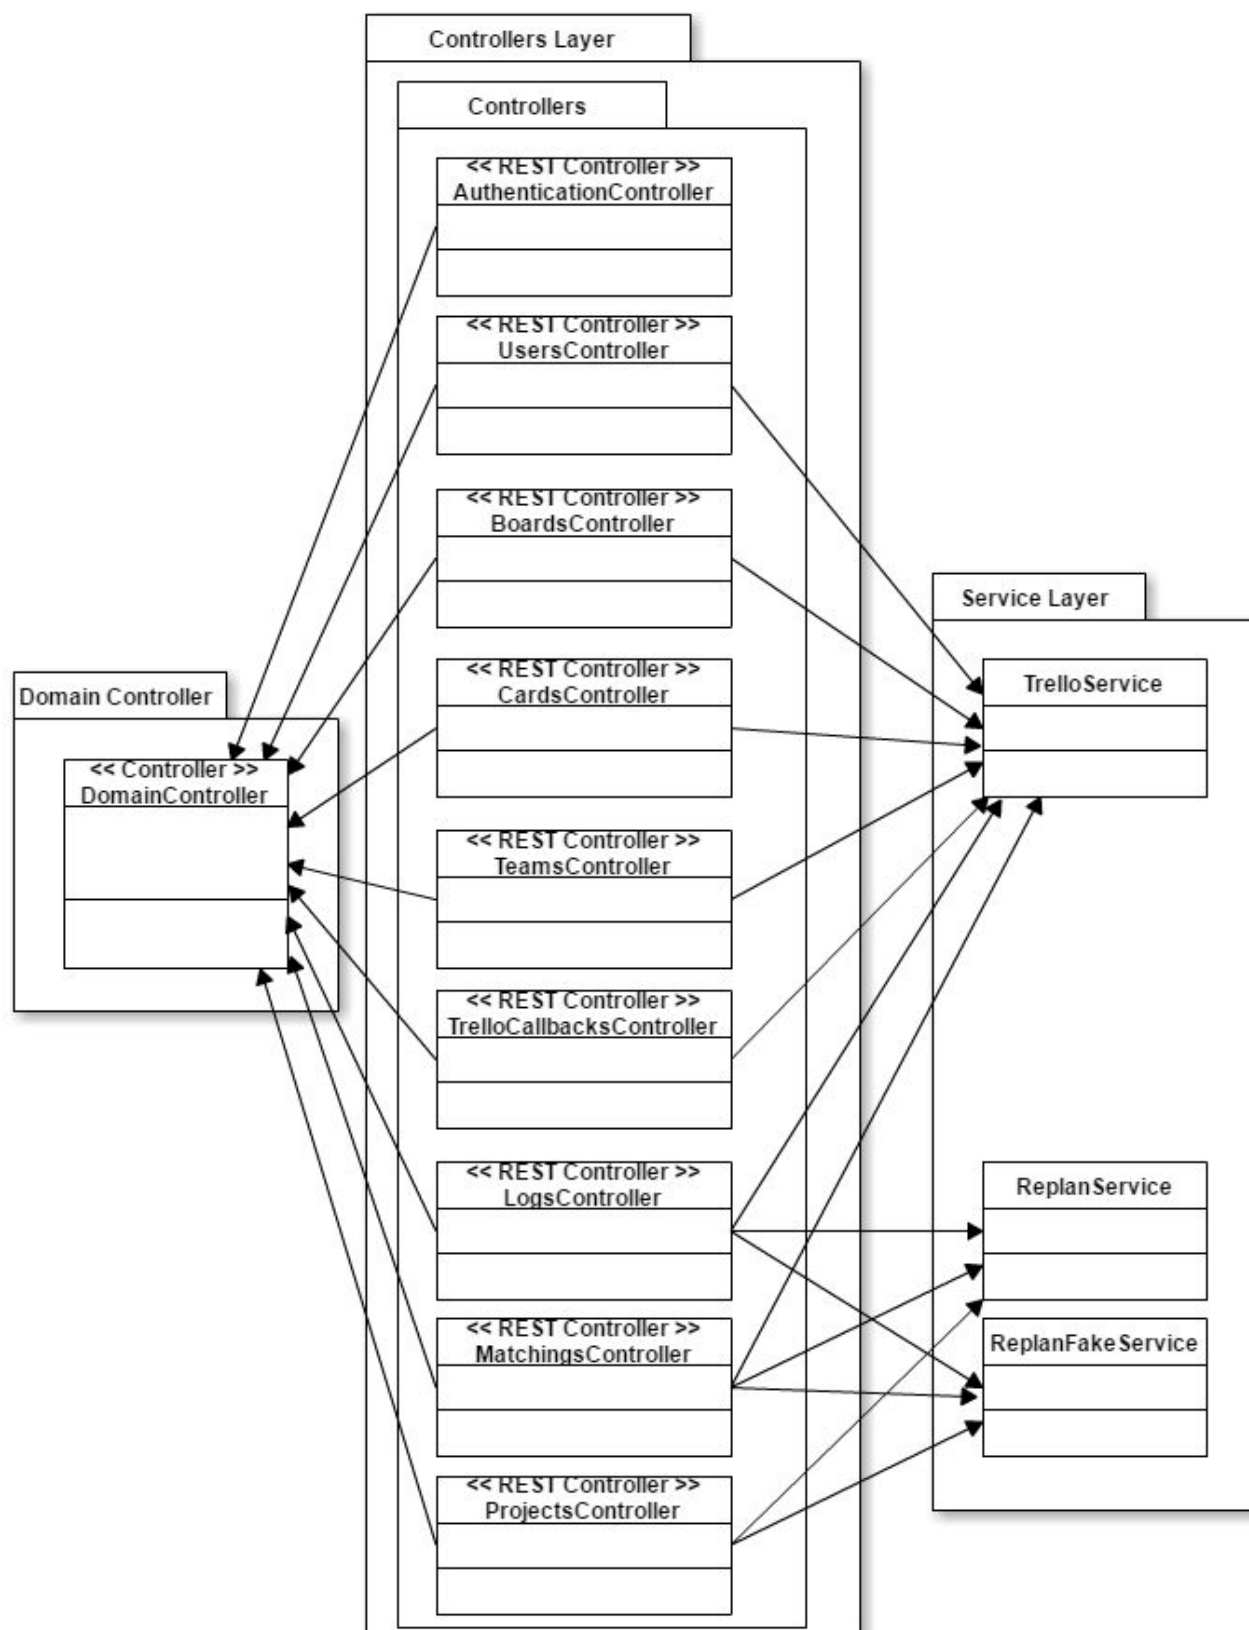 Controllers Layer
Controllers
<< REST Controller >>
AuthenticationController
<< REST Controller >>
UsersController
<< REST Controller >>
BoardsController
<< REST Controller >>
CardsController
<< REST Controller >>
TeamsController
<< REST Controller >>
TrelloCallbacksController
<< REST Controller >>
LogsController
<< REST Controller >>
MatchingsController
<< REST Controller >>
ProjectsController
Domain Controller
<< Controller >>
DomainController
Service Layer
TrelloService
ReplanService
ReplanFakeService